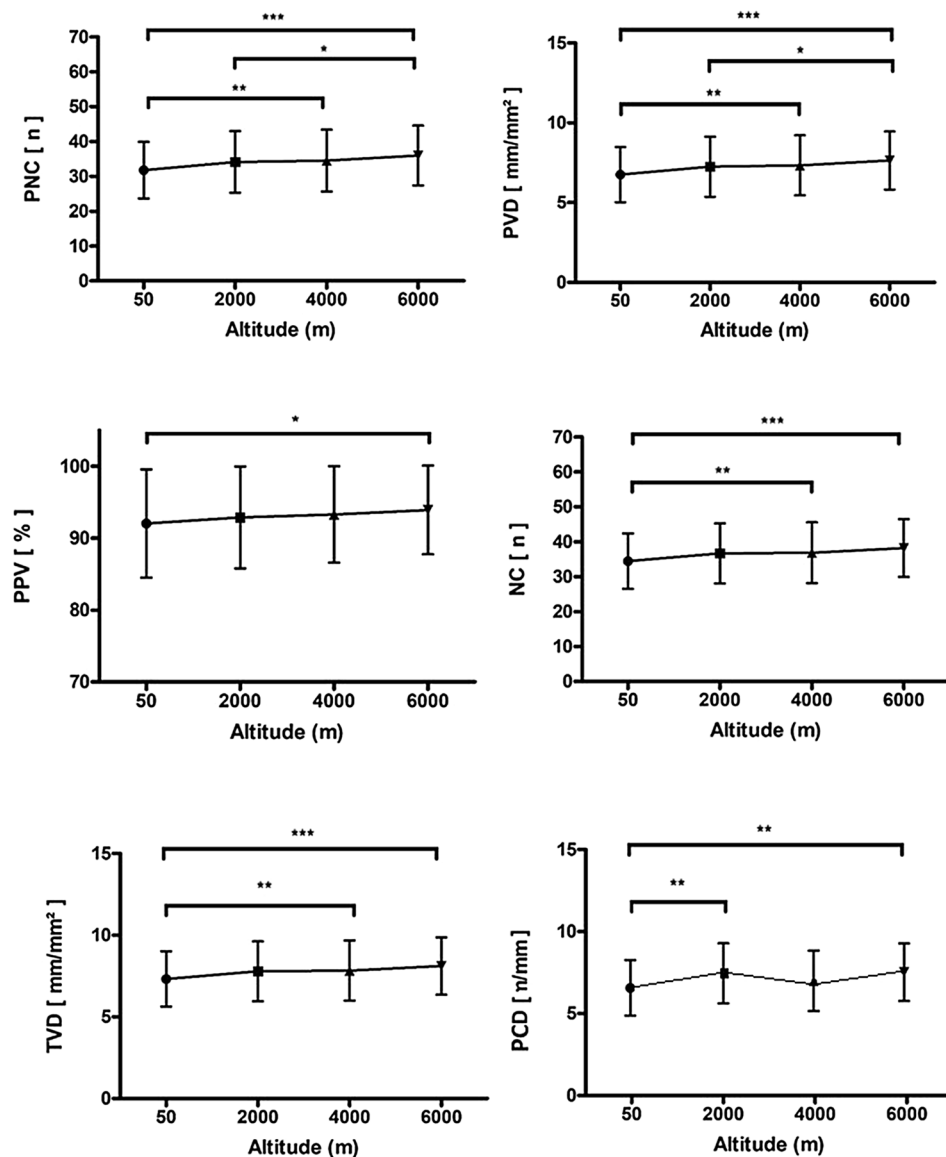 ***
*
**
PNC [ n ]
70
60
50
40
30
20
10
0
50 2000 4000 6000
Altitude (m)
***
*
**
PVD [ mm/mm² ]
15
10
5
0
50 2000 4000 6000
Altitude (m)
*
PPV [ % ]
100
90
80
70
50 2000 4000 6000
Altitude (m)
***
**
NC [ n ]
70
60
50
40
30
20
10
0
50 2000 4000 6000
Altitude (m)
***
**
TVD [ mm/mm² ]
15
10
5
0
50 2000 4000 6000
Altitude (m)
**
**
PCD [ n/mm ]
15
10
5
0
50 2000 4000 6000
Altitude (m)